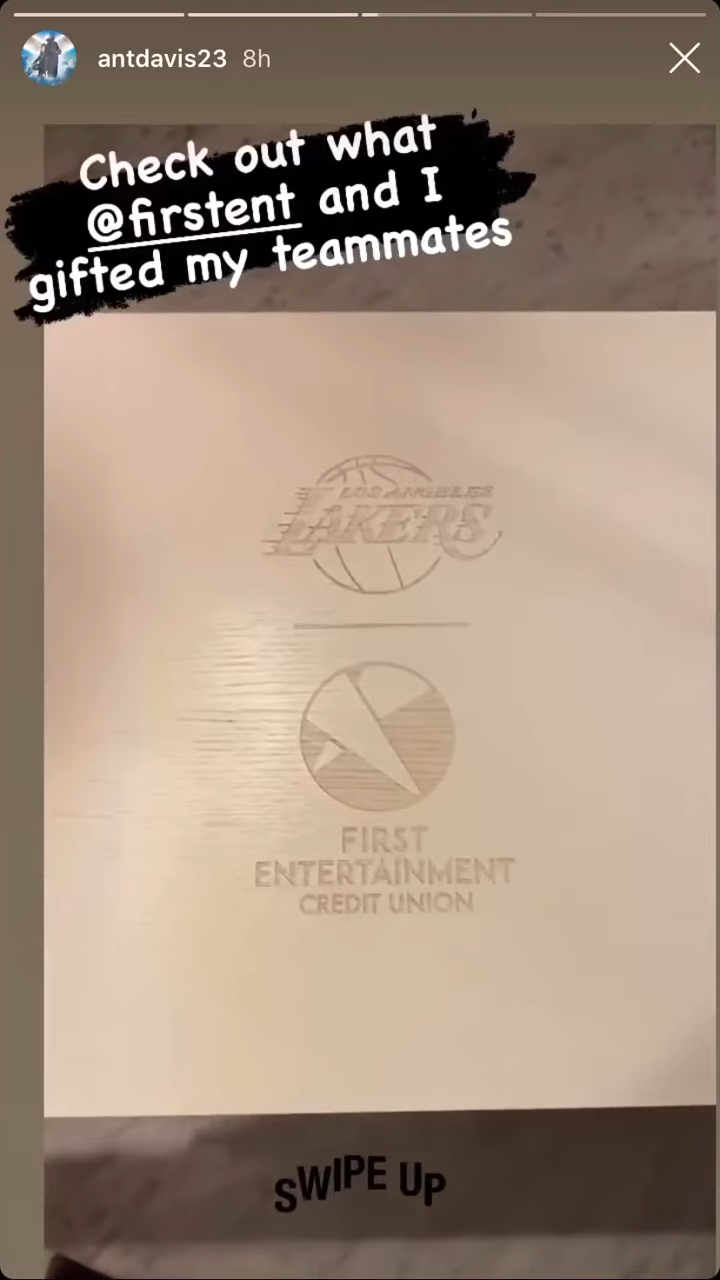 antdavis23 8h
Check out what
@firstent and I
gifted my teammates
LOS ANGELES
LAKERS
FIRST
ENTERTAINMENT
CREDIT UNION
SWIPE UP